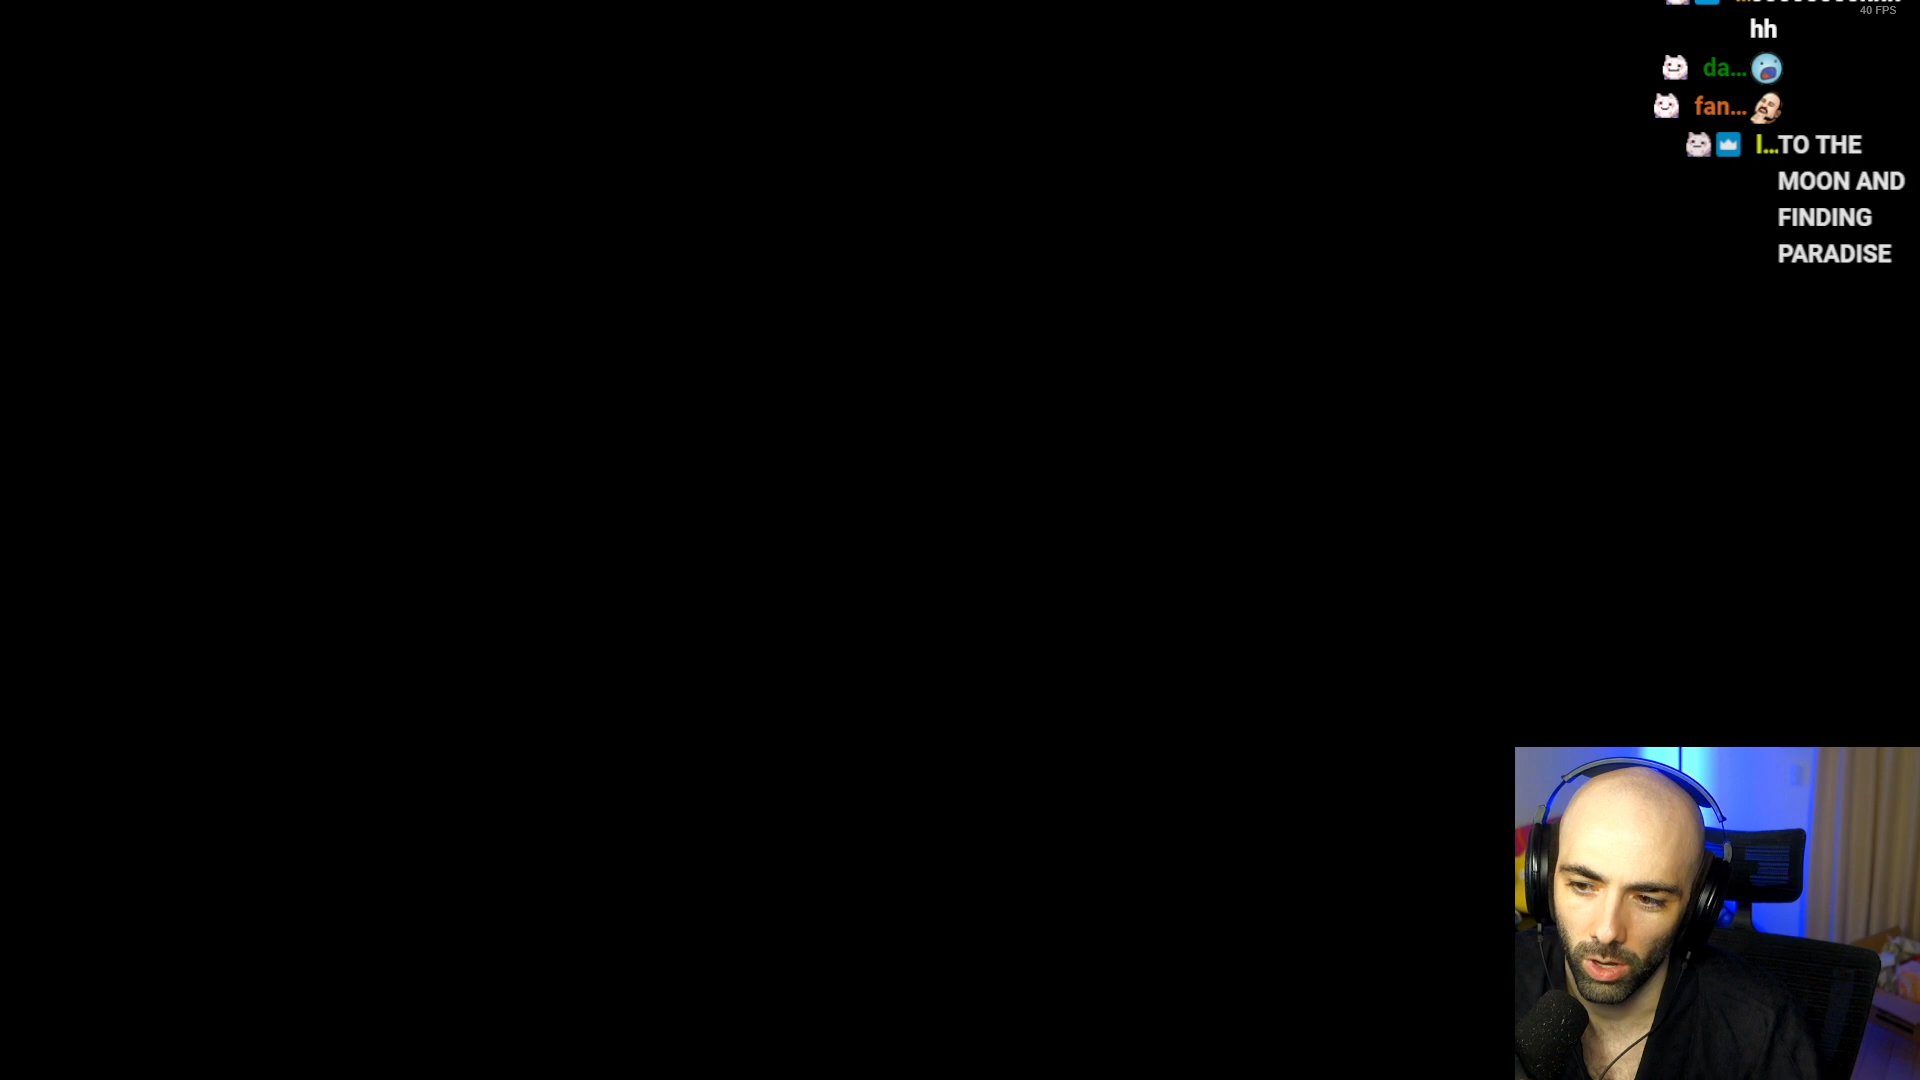 40 FPS
hh
da...
fan...
l...TO THE
MOON AND
FINDING
PARADISE